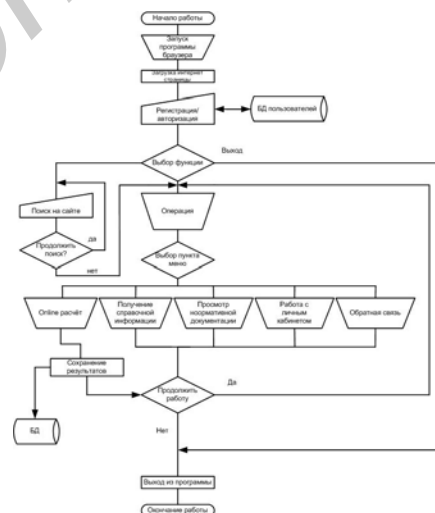 Начало работы
Запуск
программы
браузера
Загрузка интернет
страницы
Регистрация/
авторизация
БД пользователей
Выбор функции
Выход
Поиск на сайте
Операция
да
Продолжить
поиск?
нет
Выбор пункта
меню
Online расчёт
Получение
справочной
информации
Просмотр
ноормативной
документации
Работа с
личным
кабинетом
Обратная связь
Сохранение
результатов
Продолжить
работу
Да
БД
Нет
Выход из программы
Окончание работы